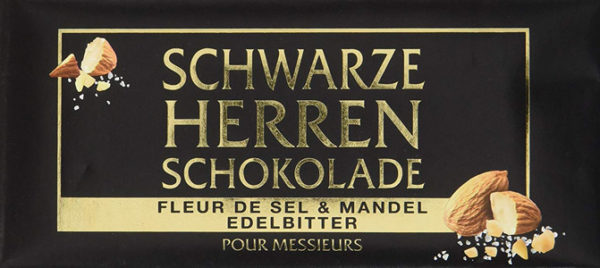 SCHWARZE
HERREN
SCHOKOLADE
FLEUR DE SEL & MANDEL
EDELBITTER
POUR MESSIEURS